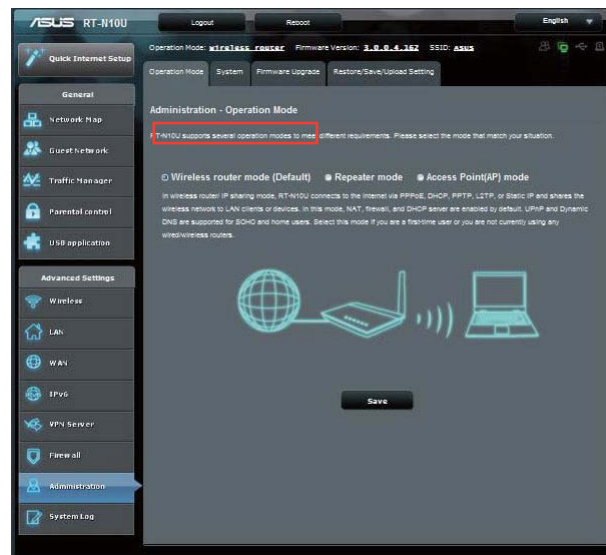 ASUS RT-N10U
Logout
Reboot
English
Quick Internet Setup
Operation Mode: wireless router Firmware Version: 3.0.0.4.162 SSID: ASUS
Operation Mode
System
Firmware Upgrade
Restore/Save/Upload Setting
General
Network Map
Guest Network
Traffic Manager
Parental control
USB application
Advanced Settings
Wireless
LAN
WAN
IPv6
VPN Server
Firewall
Administration
System Log
Administration - Operation Mode
RT-N10U supports several operation modes to meet different requirements. Please select the mode that match your situation.
Wireless router mode (Default)
Repeater mode
Access Point(AP) mode
In wireless router/ IP sharing mode, RT-N10U connects to the Internet via PPPoE, DHCP, PPTP, L2TP, or Static IP and shares the
wireless network to LAN clients or devices. In this mode, NAT, firewall, and DHCP server are enabled by default. UPnP and Dynamic
DNS are supported for SOHO and home users. Select this mode if you are a first-time user or you are not currently using any
wired/wireless routers.
Save